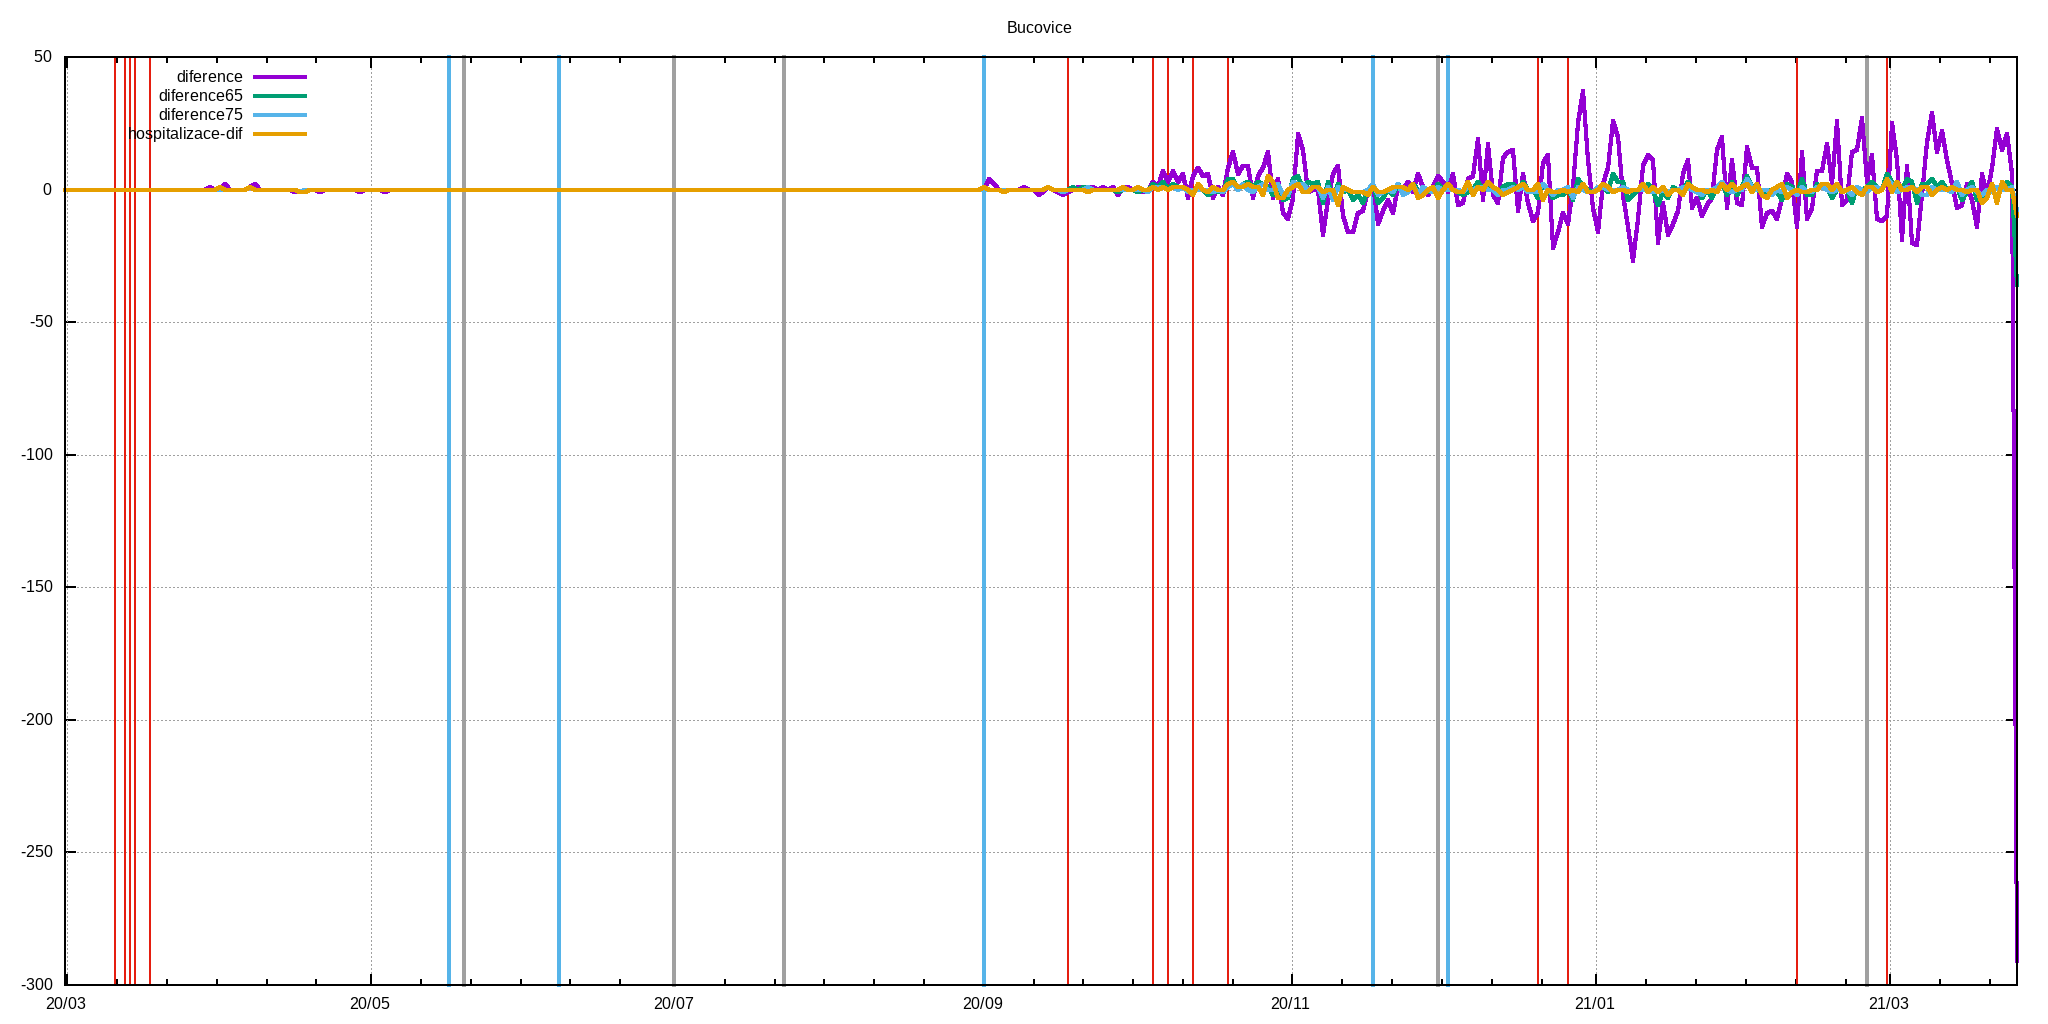 Bucovice
50
diference
diference65
diference75
hospitalizace-dif
0
-50
-100
-150
-200
-250
-300
20/03 20/05 20/07 20/09 20/11 21/01 21/03